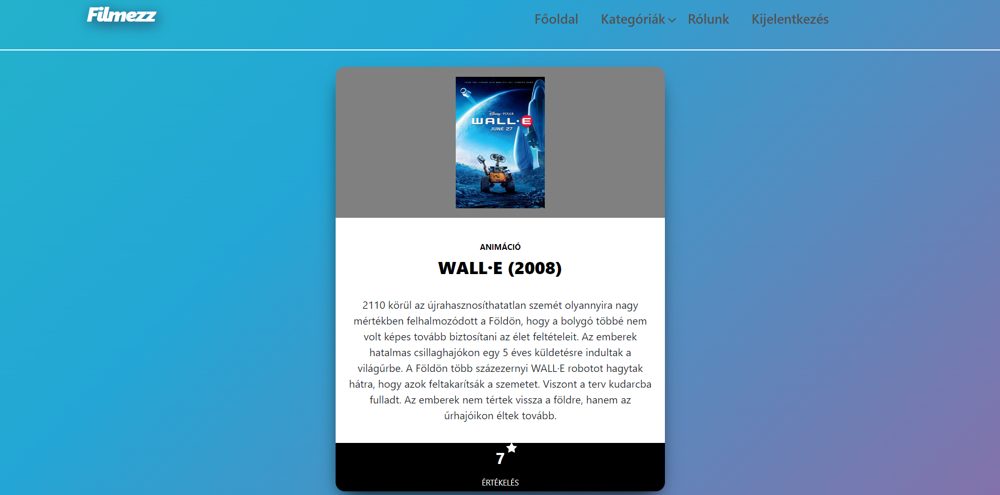 Filmezz
Főoldal Kategóriák Rólunk Kijelentkezés
Disney·PIXAR
WALL·E
JUNE 27
ANIMÁCIÓ
WALL·E (2008)
2110 körül az újrahasznosíthatatlan szemét olyannyira nagy
mértékben felhalmozódott a Földön, hogy a bolygó többé nem
volt képes tovább biztosítani az élet feltételeit. Az emberek
hatalmas csillaghajókon egy 5 éves küldetésre indultak a
világűrbe. A Földön több százezernyi WALL·E robotot hagytak
hátra, hogy azok feltakarítsák a szemetet. Viszont a terv kudarcba
fulladt. Az emberek nem tértek vissza a földre, hanem az
űrhajóikon éltek tovább.
7
ÉRTÉKELÉS